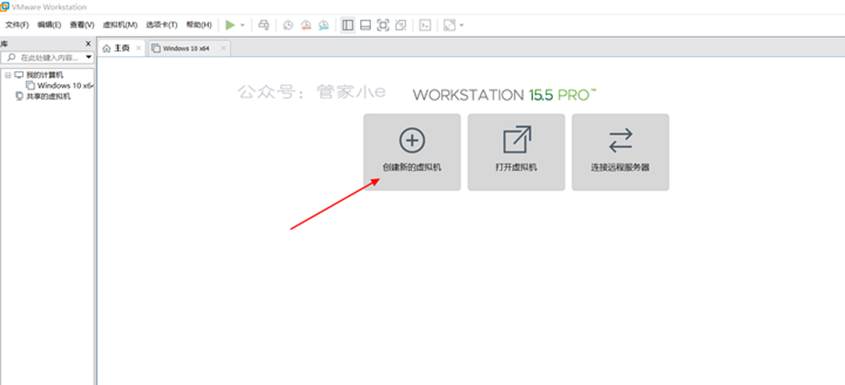 VMware Workstation
文件(F) 编辑(E) 查看(V) 虚拟机(M) 选项卡(T) 帮助(H)
库
在此处键入内容...
我的计算机
Windows 10 x64
共享的虚拟机
主页 Windows 10 x64
公众号：管家小e WORKSTATION 15.5 PRO™
创建新的虚拟机 打开虚拟机 连接远程服务器